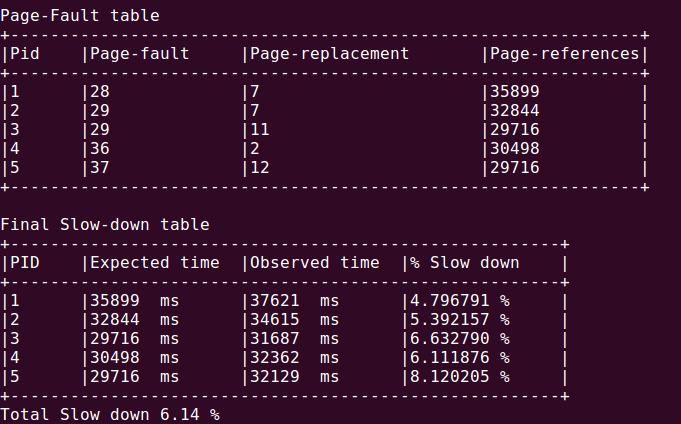 Page-Fault table
+---------------------------------------------------------------+
|Pid    |Page-fault     |Page-replacement       |Page-references|
+---------------------------------------------------------------+
|1      |28             |7                      |35899          |
|2      |29             |7                      |32844          |
|3      |29             |11                     |29716          |
|4      |36             |2                      |30498          |
|5      |37             |12                     |29716          |
+---------------------------------------------------------------+

Final Slow-down table
+-------------------------------------------------------+
|PID    |Expected time  |Observed time  |% Slow down    |
+-------------------------------------------------------+
|1      |35899  ms      |37621  ms      |4.796791 %     |
|2      |32844  ms      |34615  ms      |5.392157 %     |
|3      |29716  ms      |31687  ms      |6.632790 %     |
|4      |30498  ms      |32362  ms      |6.111876 %     |
|5      |29716  ms      |32129  ms      |8.120205 %     |
+-------------------------------------------------------+
Total Slow down 6.14 %